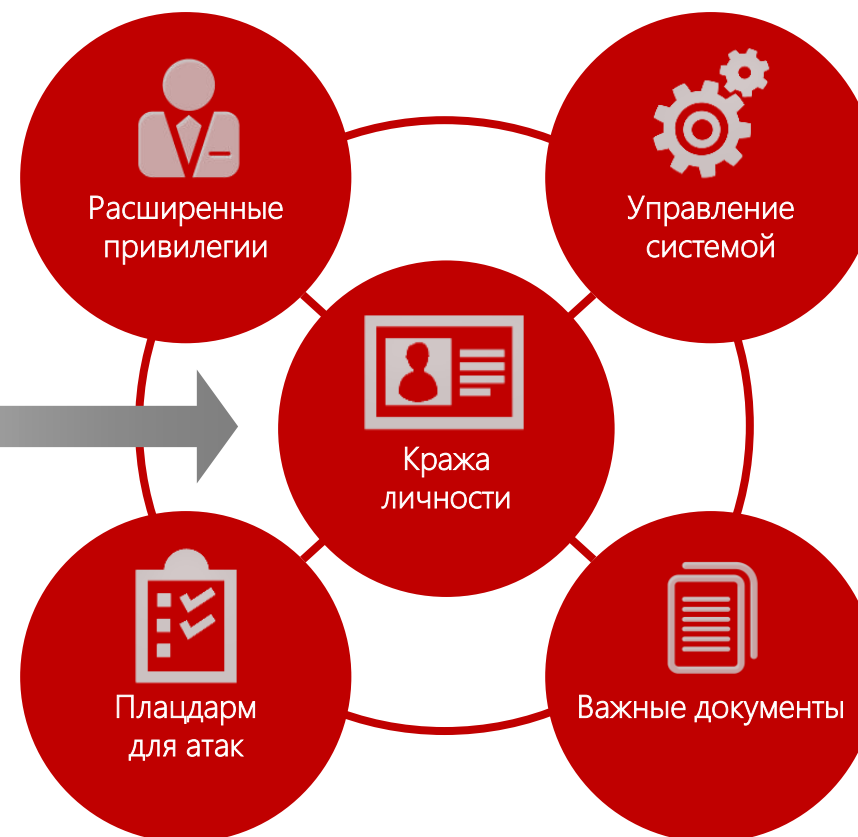 Расширенные
привилегии
Управление
системой
Кража
личности
Плацдарм
для атак
Важные документы